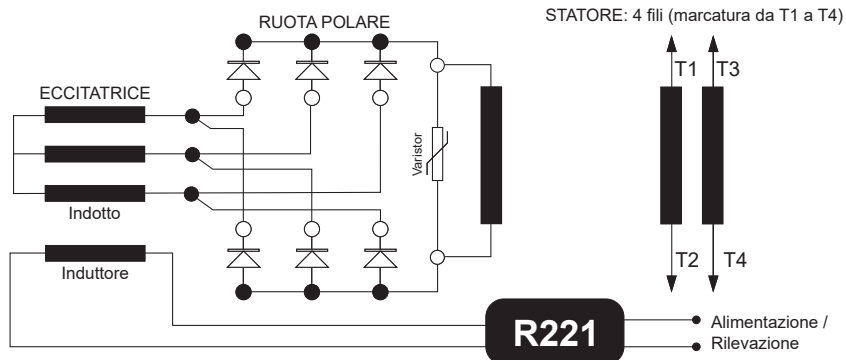 STATORE: 4 fili (marcatura da T1 a T4)
RUOTA POLARE
T1
T3
ECCITATRICE
Varistor
Indotto
Induttore
T2
T4
R221
Alimentazione /
Rilevazione